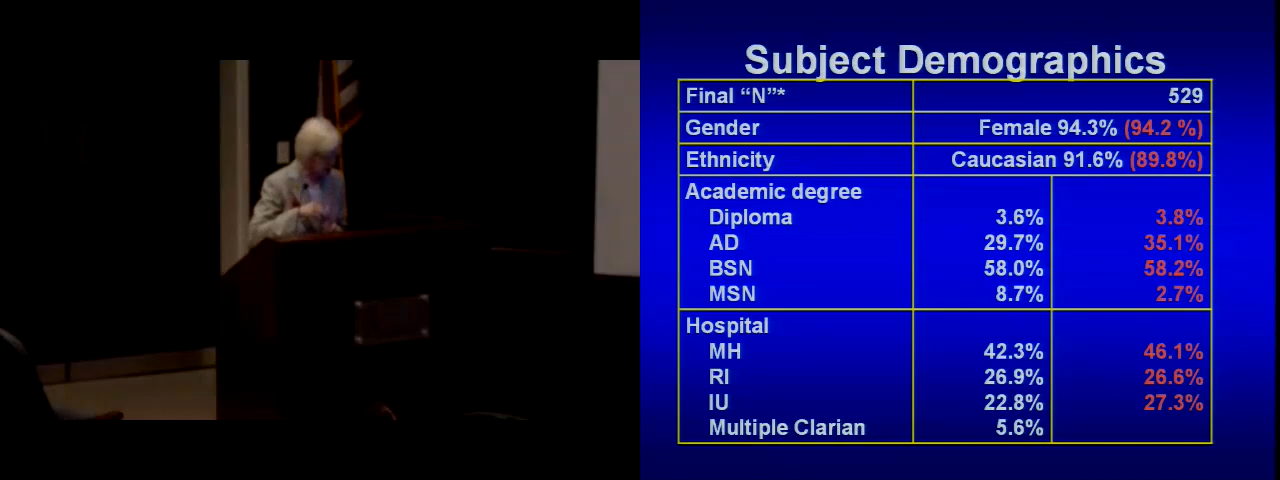 Subject Demographics
Final “N”* 529
Gender Female 94.3% (94.2 %)
Ethnicity Caucasian 91.6% (89.8%)
Academic degree
Diploma 3.6% 3.8%
AD 29.7% 35.1%
BSN 58.0% 58.2%
MSN 8.7% 2.7%
Hospital
MH 42.3% 46.1%
RI 26.9% 26.6%
IU 22.8% 27.3%
Multiple Clarian 5.6%